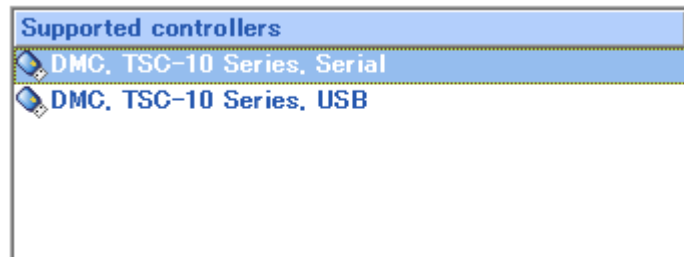 Supported controllers
DMC, TSC-10 Series, Serial
DMC, TSC-10 Series, USB